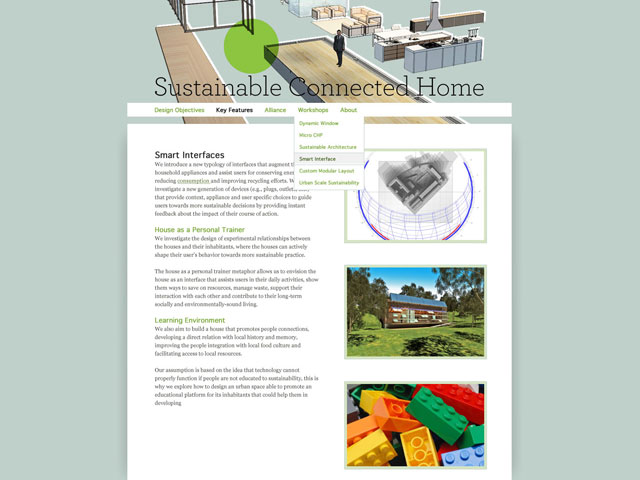 Sustainable Connected Home
Design Objectives Key Features Alliance Workshops About
Dynamic Window
Micro CHP
Sustainable Architecture
Smart Interface
Custom Modular Layout
Urban Scale Sustainability
Smart Interfaces
We introduce a new typology of interfaces that augment
household appliances and assist users for conserving
reducing consumption and improving recycling efforts.
investigate a new generation of devices (e.g., plugs,
that provide context, appliance and user specific choices to guide
users towards more sustainable decisions by providing instant
feedback about the impact of their course of action.
House as a Personal Trainer
We investigate the design of experimental relationships between
the houses and their inhabitants, where the houses can actively
shape their user's behavior towards more sustainable practice.
The house as a personal trainer metaphor allows us to envision the
house as an interface that assists users in their daily activities, show
them ways to save on resources, manage waste, support their
interaction with each other and contribute to their long-term
socially and environmentally-sound living.
Learning Environment
We also aim to build a house that promotes people connections,
developing a direct relation with local history and memory,
improving the people integration with local food culture and
facilitating access to local resources.
Our assumption is based on the idea that technology cannot
properly function if people are not educated to sustainability, this is
why we explore how to design an urban space able to promote an
educational platform for its inhabitants that could help them in
developing